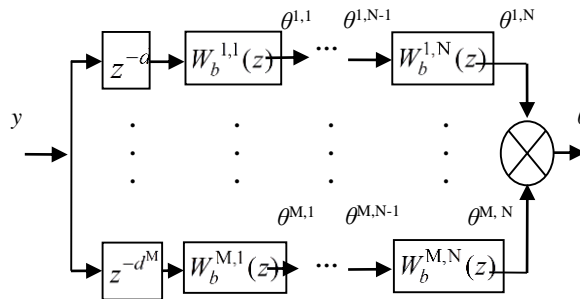 θ^{1,1} θ^{1,N-1} θ^{1,N}
z^{-d} W_b^{1,1}(z) ... W_b^{1,N}(z)
y
θ^{M,1} θ^{M,N-1} θ^{M,N}
z^{-d^M} W_b^{M,1}(z) ... W_b^{M,N}(z)